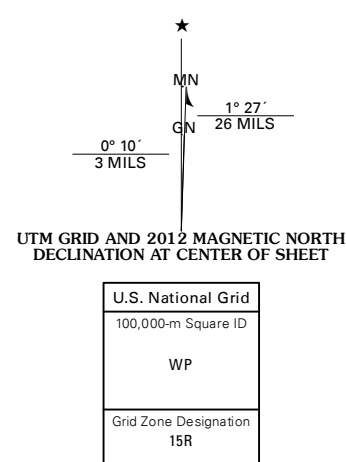 ★
MN
1° 27´
GN
26 MILS
0° 10´
3 MILS
UTM GRID AND 2012 MAGNETIC NORTH
DECLINATION AT CENTER OF SHEET
U.S. National Grid
100,000-m Square ID
WP
Grid Zone Designation
15R